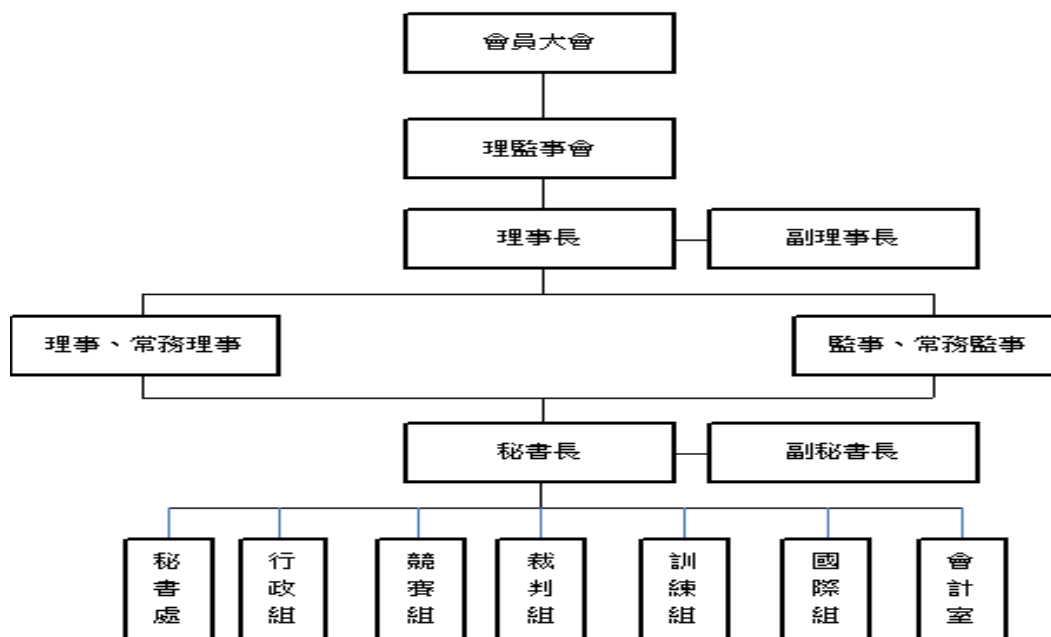 會員大會
理監事會
理事長
副理事長
理事、常務理事
監事、常務監事
秘書長
副秘書長
秘書處
行政組
競賽組
裁判組
訓練組
國際組
會計室